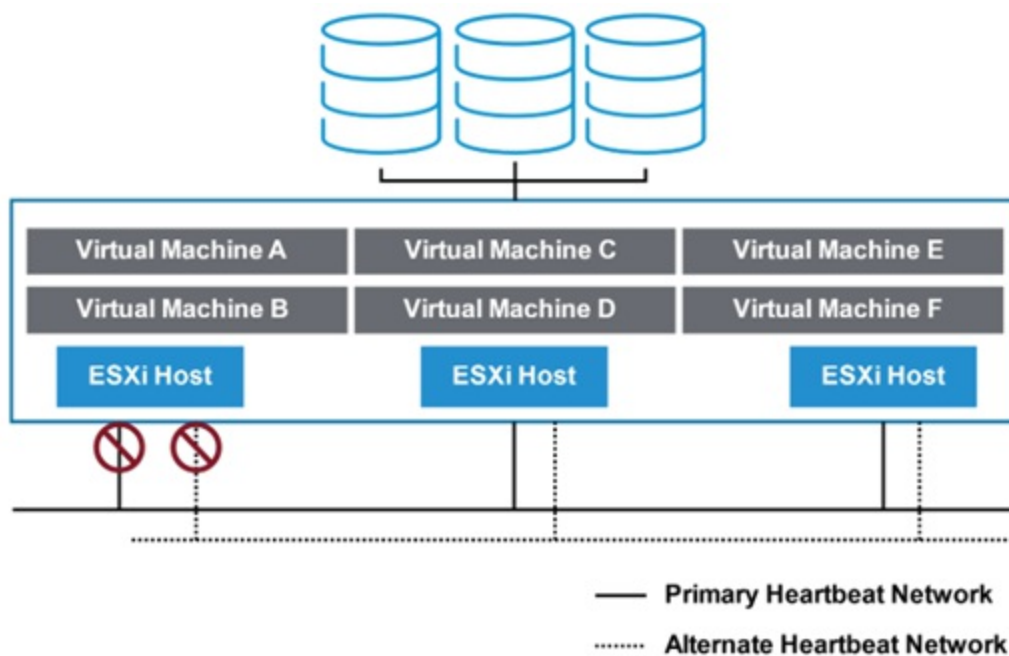 Virtual Machine A
Virtual Machine C
Virtual Machine E
Virtual Machine B
Virtual Machine D
Virtual Machine F
ESXi Host
ESXi Host
ESXi Host
Primary Heartbeat Network
Alternate Heartbeat Network